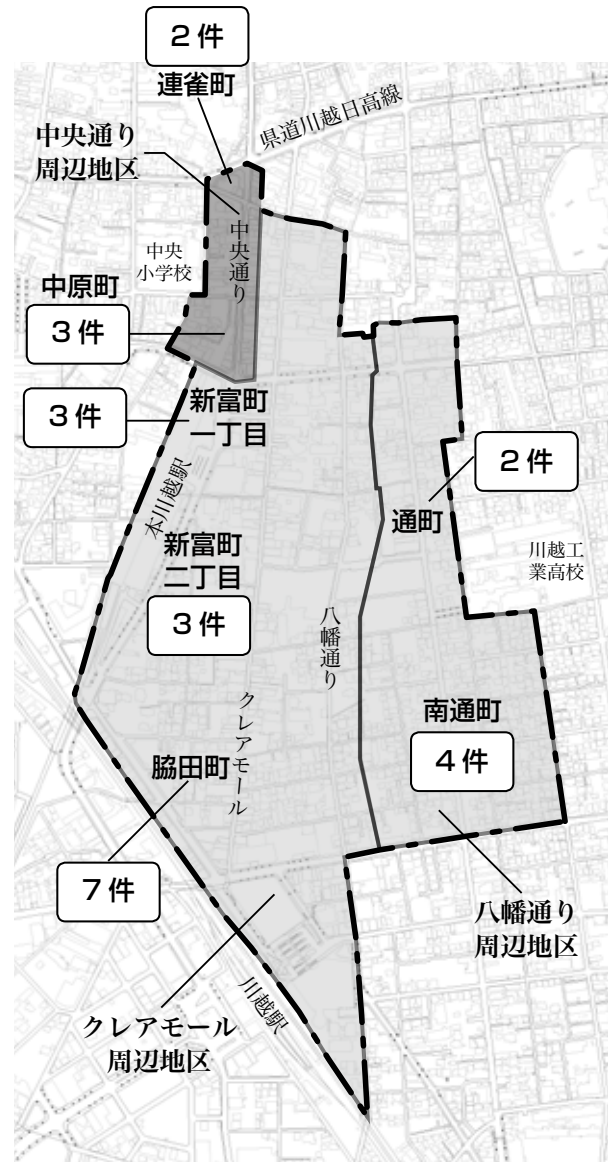 2件
連雀町
県道川越日高線
中央通り
周辺地区
中央通り
中央
小学校
中原町
3件
3件
新富町
一丁目
2件
通町
本川越駅
新富町
二丁目
川越工
業高校
3件
八幡通り
クレアモール
南通町
4件
脇田町
7件
八幡通り
周辺地区
川越駅
クレアモール
周辺地区